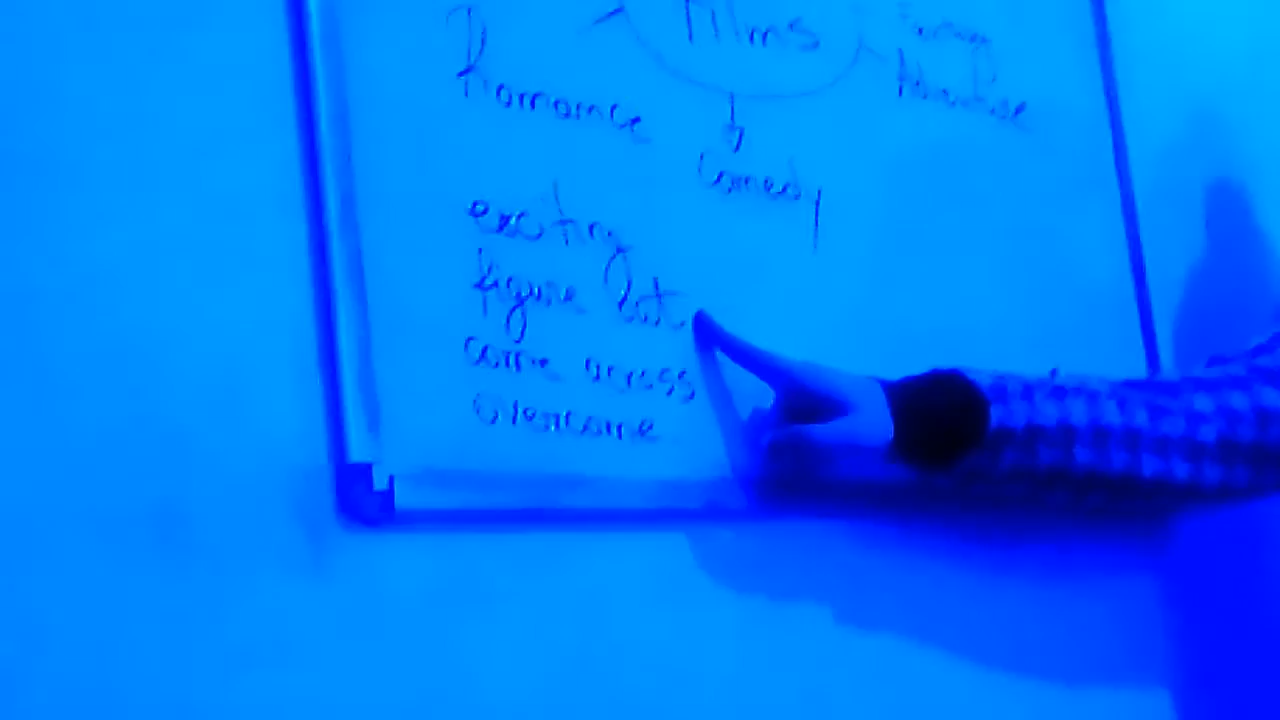 Films
Romance
Comedy
exciting
figure out
come across
overcome